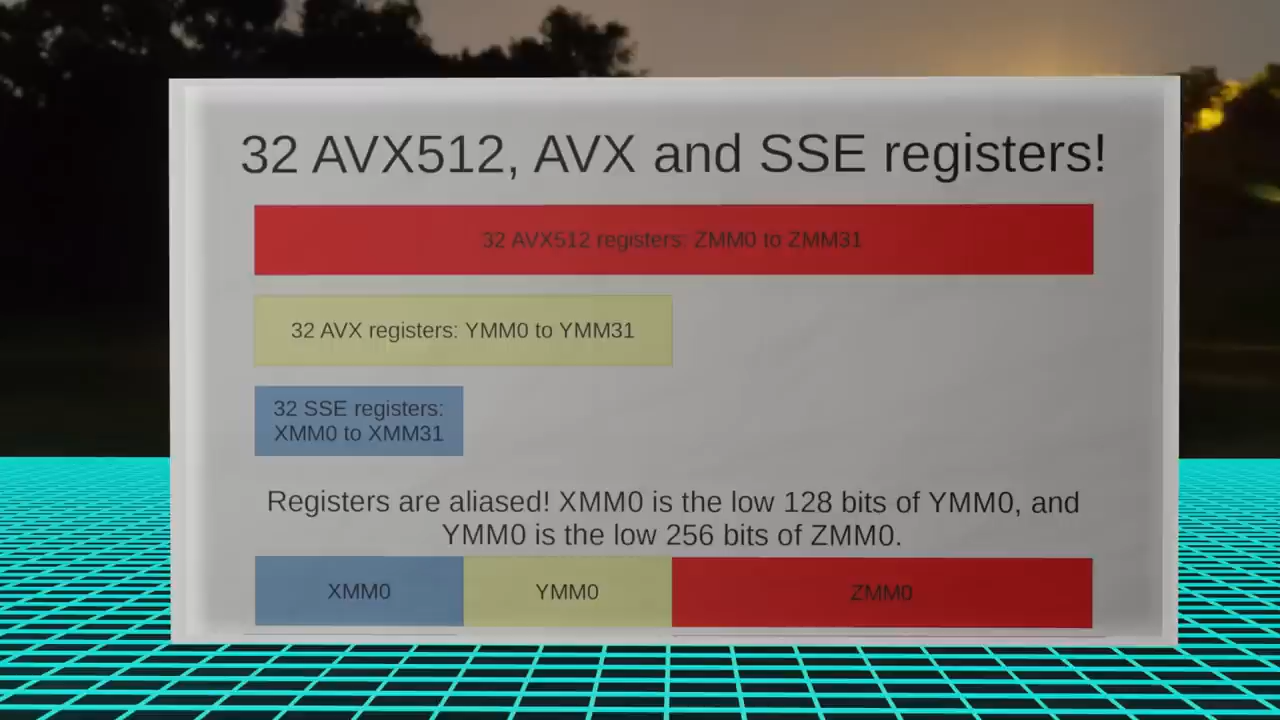 32 AVX512, AVX and SSE registers!
32 AVX512 registers: ZMM0 to ZMM31
32 AVX registers: YMM0 to YMM31
32 SSE registers:
XMM0 to XMM31
Registers are aliased! XMM0 is the low 128 bits of YMM0, and
YMM0 is the low 256 bits of ZMM0.
XMM0
YMM0
ZMM0